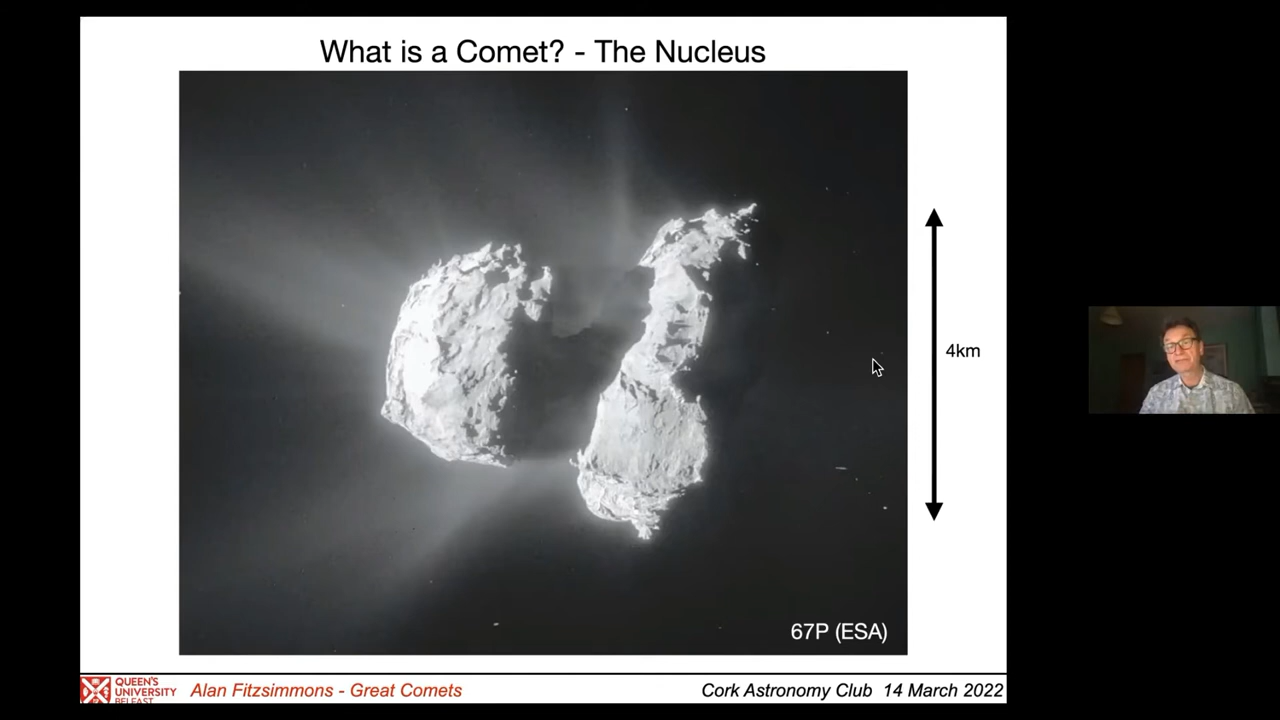 What is a Comet? - The Nucleus
4km
67P (ESA)
QUEEN'S
UNIVERSITY
BELFAST
Alan Fitzsimmons - Great Comets
Cork Astronomy Club 14 March 2022